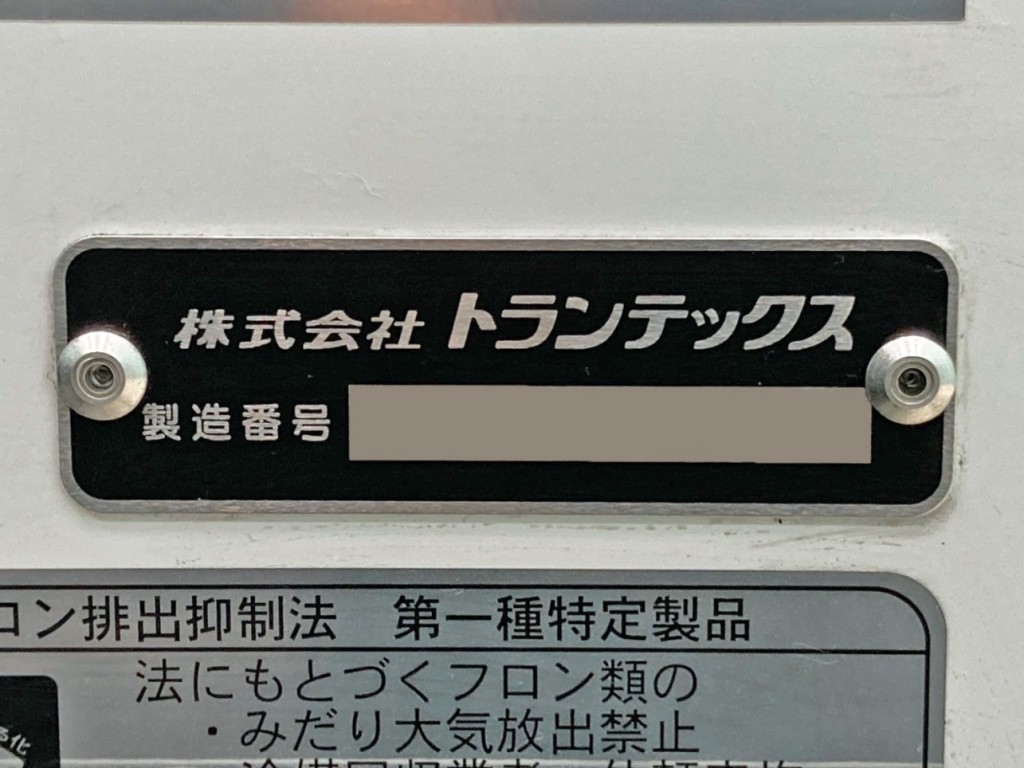 株式会社 トランテックス
製造番号
ロン排出抑制法 第一種特定製品
法にもとづくフロン類の
・みだり大気放出禁止
る化